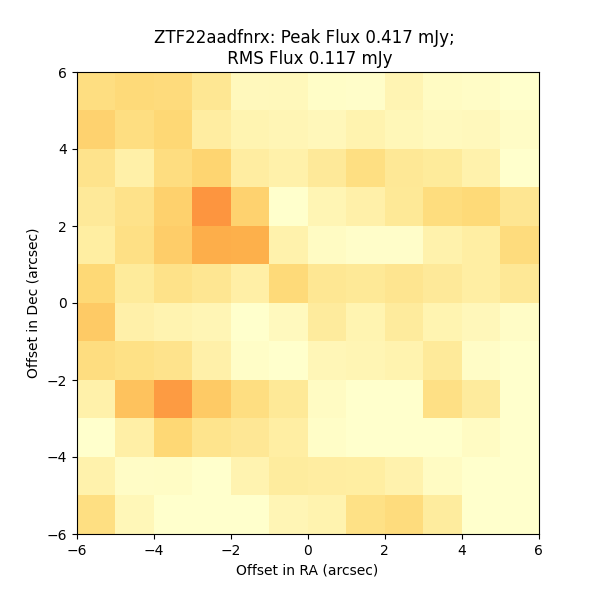 ZTF22aadfnrx: Peak Flux 0.417 mJy;
RMS Flux 0.117 mJy
6
4
2
0
−2
−4
−6
Offset in Dec (arcsec)
−6 −4 −2 0 2 4 6
Offset in RA (arcsec)